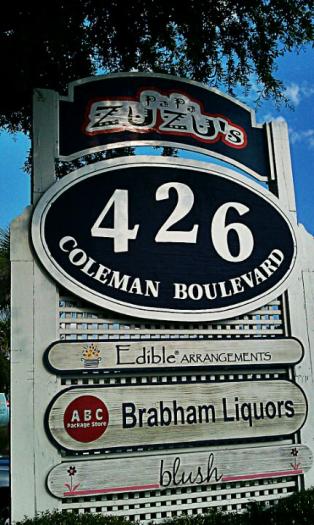 PaPa
ZUZU's
426
COLEMAN BOULEVARD
Edible® ARRANGEMENTS
ABC
Package Store
Brabham Liquors
blush